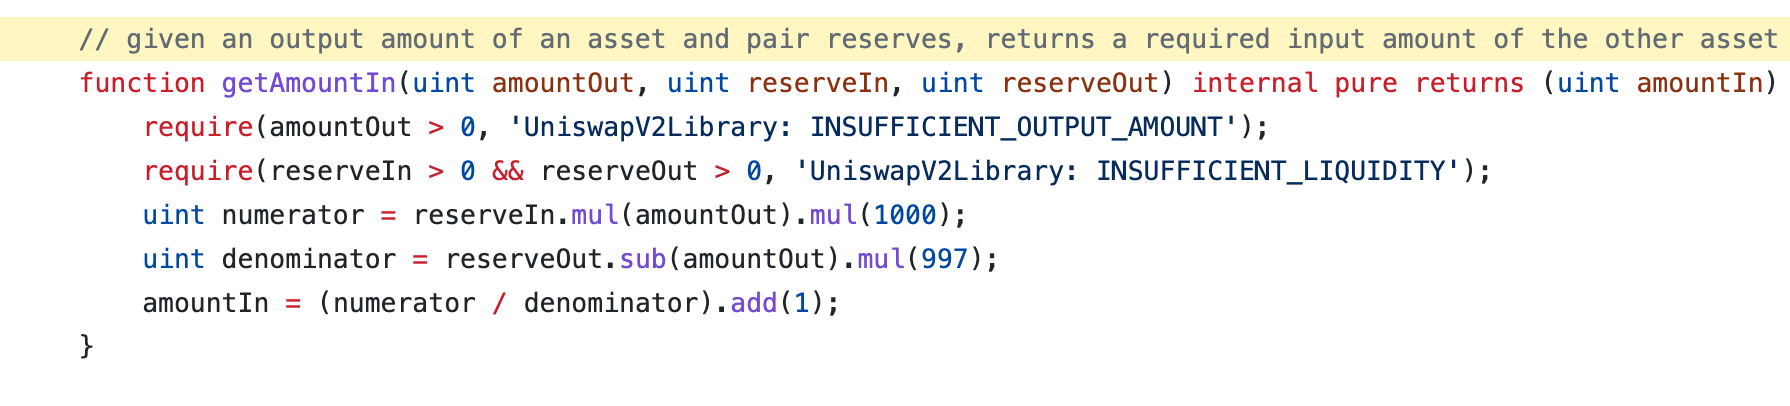 // given an output amount of an asset and pair reserves, returns a required input amount of the other asset
function getAmountIn(uint amountOut, uint reserveIn, uint reserveOut) internal pure returns (uint amountIn)
require(amountOut > 0, 'UniswapV2Library: INSUFFICIENT_OUTPUT_AMOUNT');
require(reserveIn > 0 && reserveOut > 0, 'UniswapV2Library: INSUFFICIENT_LIQUIDITY');
uint numerator = reserveIn.mul(amountOut).mul(1000);
uint denominator = reserveOut.sub(amountOut).mul(997);
amountIn = (numerator / denominator).add(1);
}